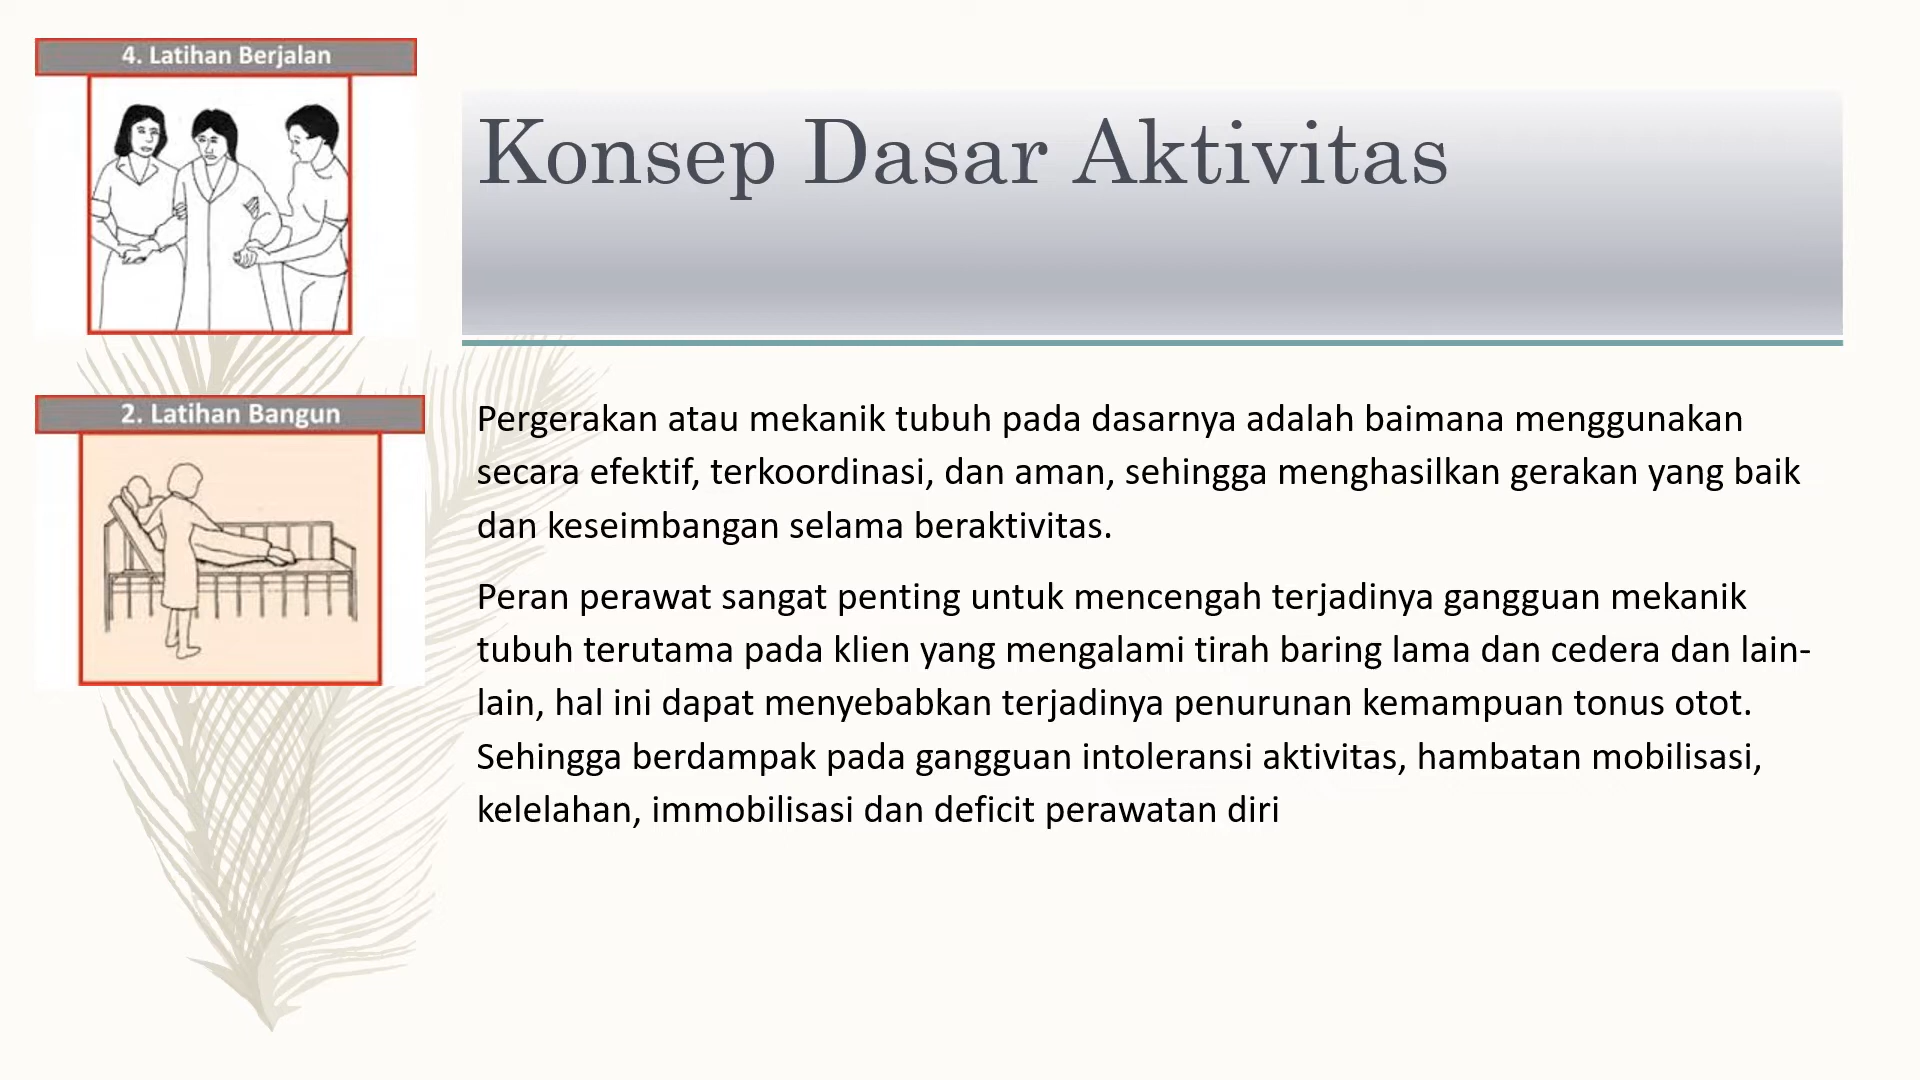 4. Latihan Berjalan
Konsep Dasar Aktivitas
2. Latihan Bangun
Pergerakan atau mekanik tubuh pada dasarnya adalah baimana menggunakan
secara efektif, terkoordinasi, dan aman, sehingga menghasilkan gerakan yang baik
dan keseimbangan selama beraktivitas.
Peran perawat sangat penting untuk mencengah terjadinya gangguan mekanik
tubuh terutama pada klien yang mengalami tirah baring lama dan cedera dan lain-
lain, hal ini dapat menyebabkan terjadinya penurunan kemampuan tonus otot.
Sehingga berdampak pada gangguan intoleransi aktivitas, hambatan mobilisasi,
kelelahan, immobilisasi dan deficit perawatan diri